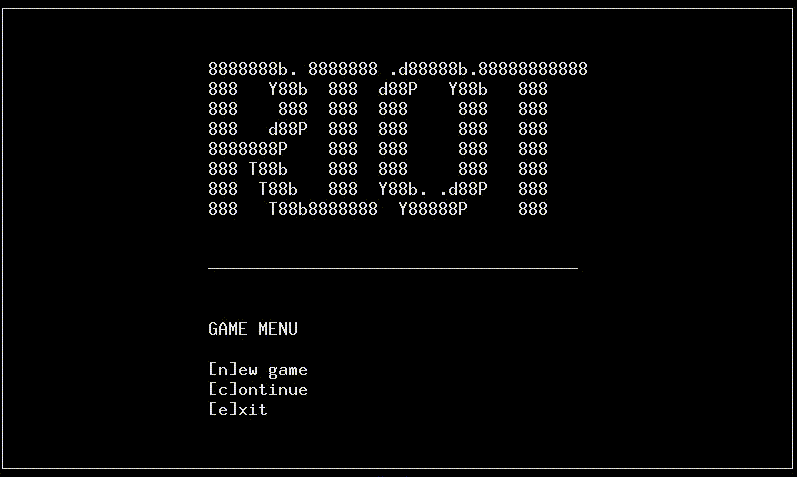 8888888b. 8888888 .d88888b.88888888888
888   Y88b  888  d88P   Y88b   888
888    888  888  888     888   888
888   d88P  888  888     888   888
8888888P    888  888     888   888
888 T88b    888  888     888   888
888  T88b   888  Y88b. .d88P   888
888   T88b8888888  Y88888P     888
_____________________________________
GAME MENU
[n]ew game
[c]ontinue
[e]xit